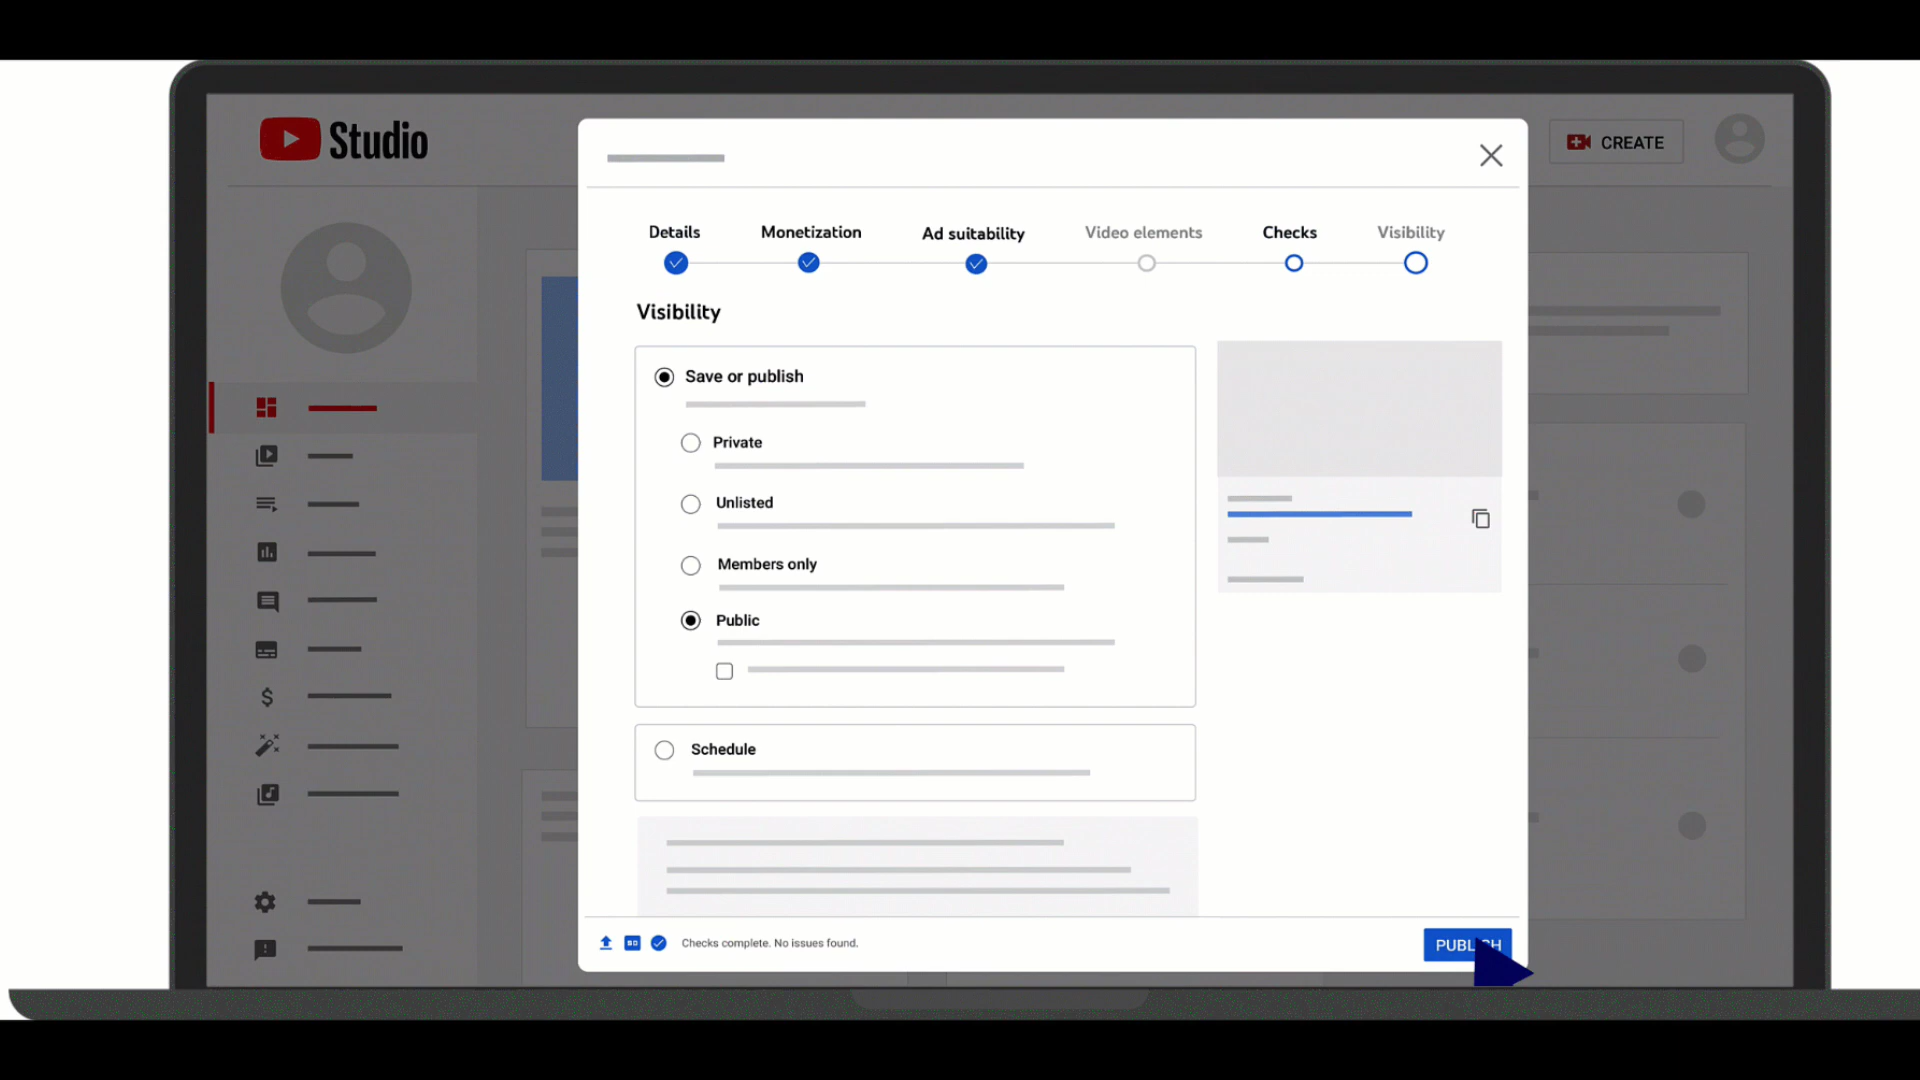 Studio
CREATE
Details
Monetization
Ad suitability
Video elements
Checks
Visibility
Visibility
Save or publish
Private
Unlisted
Members only
Public
Schedule
Checks complete. No issues found.
PUBLISH